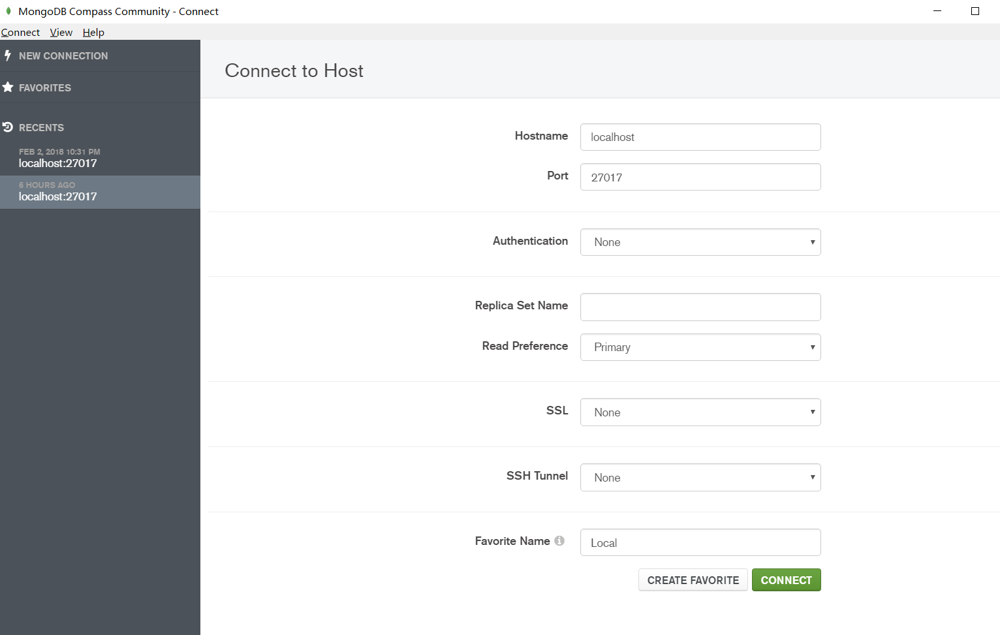 MongoDB Compass Community - Connect
Connect View Help
NEW CONNECTION
FAVORITES
RECENTS
FEB 2, 2018 10:31 PM
localhost:27017
6 HOURS AGO
localhost:27017
Connect to Host
Hostname localhost
Port 27017
Authentication None
Replica Set Name
Read Preference Primary
SSL None
SSH Tunnel None
Favorite Name Local
CREATE FAVORITE CONNECT